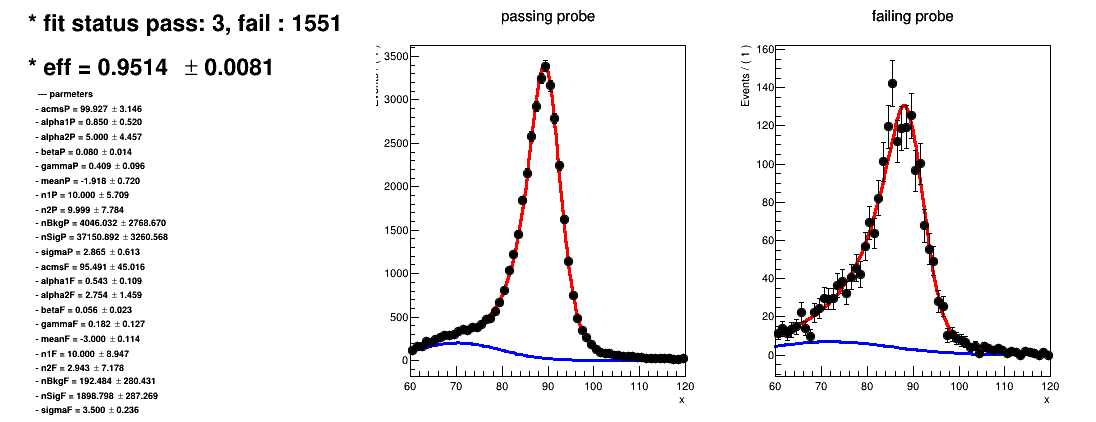 * fit status pass: 3, fail : 1551
* eff = 0.9514 ± 0.0081
--- parmeters
- acmsP = 99.927 ± 3.146
- alpha1P = 0.850 ± 0.520
- alpha2P = 5.000 ± 4.457
- betaP = 0.080 ± 0.014
- gammaP = 0.409 ± 0.096
- meanP = -1.918 ± 0.720
- n1P = 10.000 ± 5.709
- n2P = 9.999 ± 7.784
- nBkgP = 4046.032 ± 2768.670
- nSigP = 37150.892 ± 3260.568
- sigmaP = 2.865 ± 0.613
- acmsF = 95.491 ± 45.016
- alpha1F = 0.543 ± 0.109
- alpha2F = 2.754 ± 1.459
- betaF = 0.056 ± 0.023
- gammaF = 0.182 ± 0.127
- meanF = -3.000 ± 0.114
- n1F = 10.000 ± 8.947
- n2F = 2.943 ± 7.178
- nBkgF = 192.484 ± 280.431
- nSigF = 1898.798 ± 287.269
- sigmaF = 3.500 ± 0.236
passing probe
3500
3000
2500
2000
1500
1000
500
0
60 70 80 90 100 110 120
x
failing probe
Events / ( 1 )
160
140
120
100
80
60
40
20
0
60 70 80 90 100 110 120
x